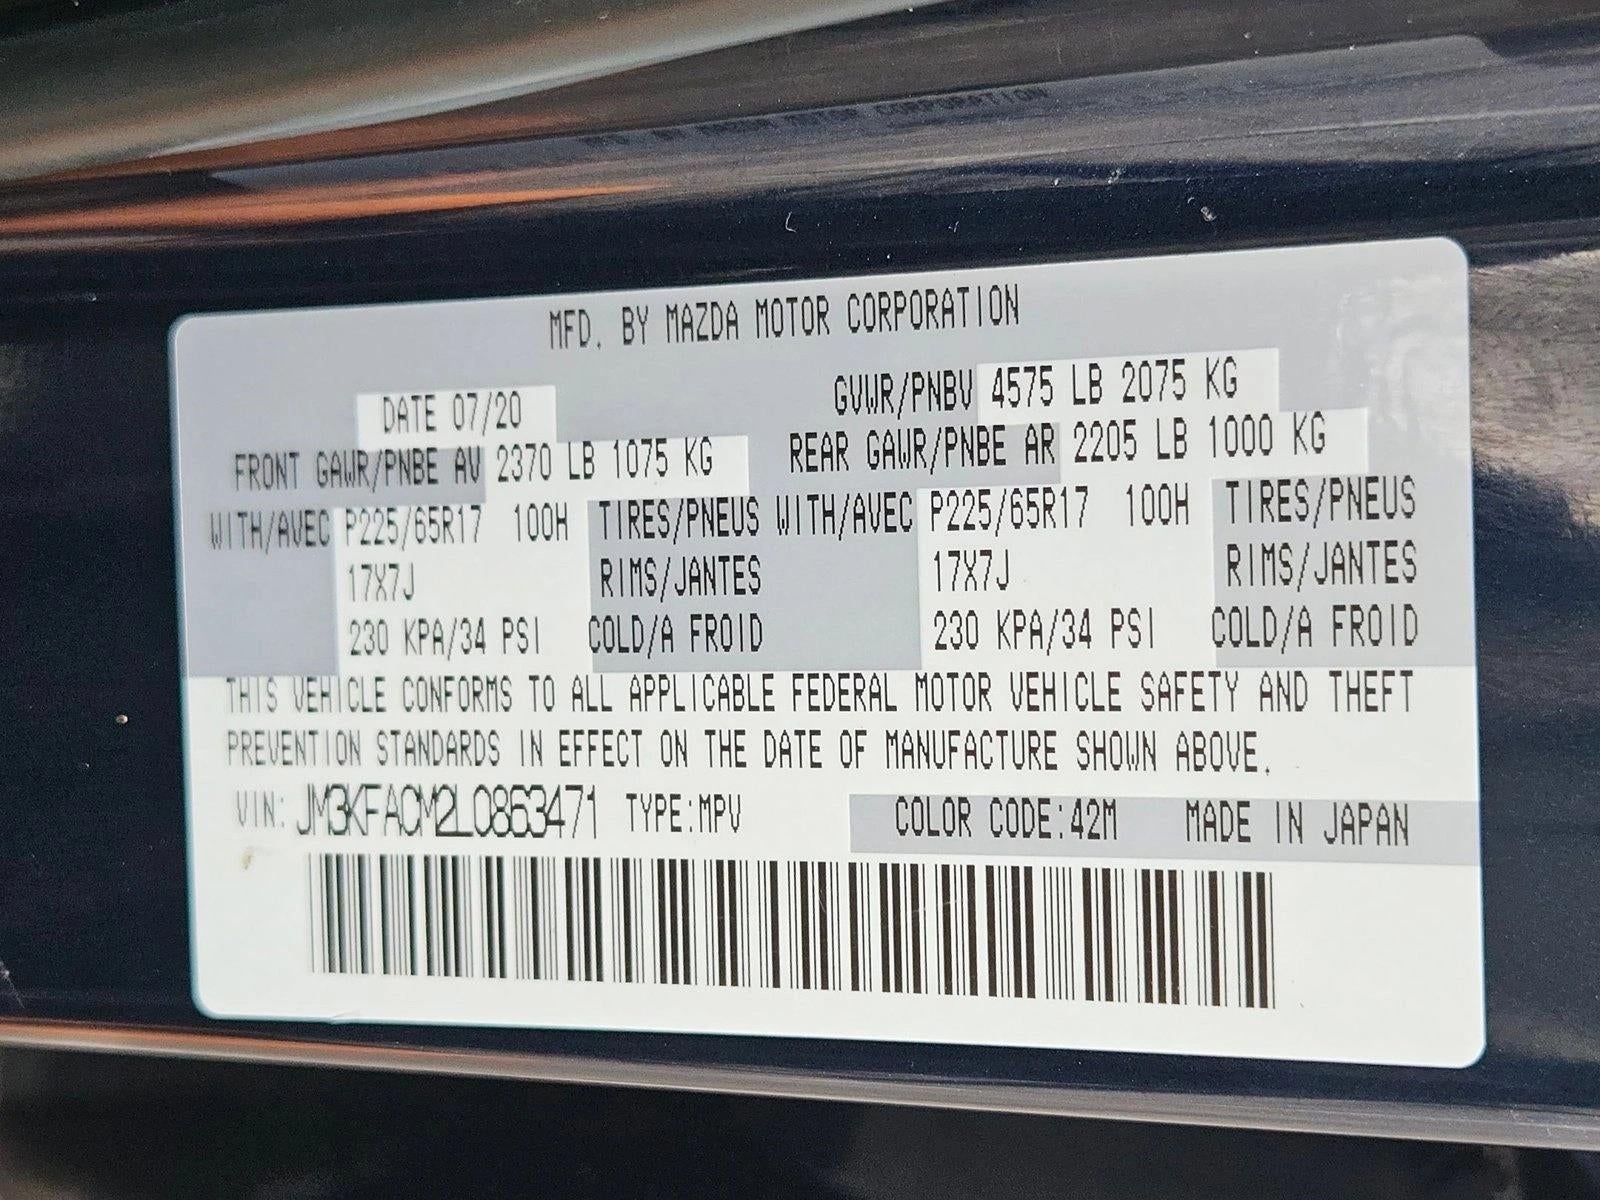 MFD. BY MAZDA MOTOR CORPORATION
DATE 07/20 GVWR/PNBV 4575 LB 2075 KG
FRONT GAWR/PNBE AV 2370 LB 1075 KG REAR GAWR/PNBE AR 2205 LB 1000 KG
WITH/AVEC P225/65R17 100H TIRES/PNEUS WITH/AVEC P225/65R17 100H TIRES/PNEUS
17X7J RIMS/JANTES 17X7J RIMS/JANTES
230 KPA/34 PSI COLD/A FROID 230 KPA/34 PSI COLD/A FROID
THIS VEHICLE CONFORMS TO ALL APPLICABLE FEDERAL MOTOR VEHICLE SAFETY AND THEFT
PREVENTION STANDARDS IN EFFECT ON THE DATE OF MANUFACTURE SHOWN ABOVE.
VIN: JM3KFACM2L0863471 TYPE:MPV COLOR CODE:42M MADE IN JAPAN